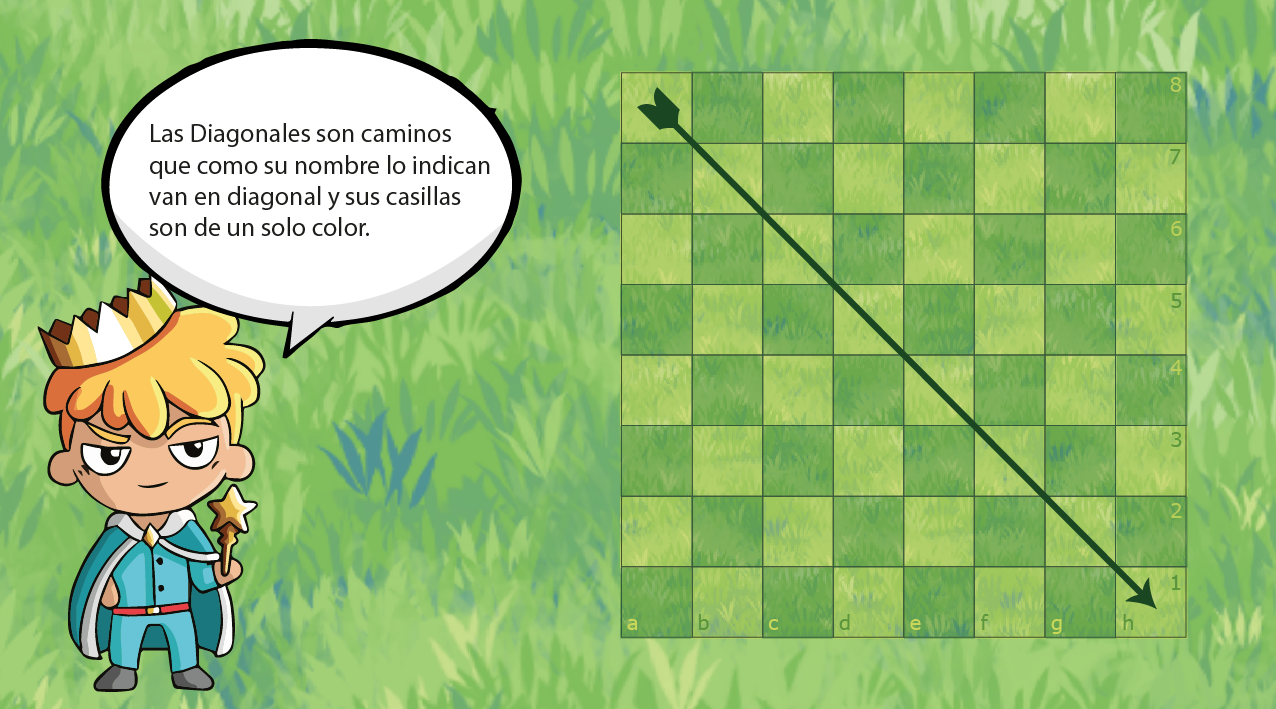 Las Diagonales son caminos
que como su nombre lo indican
van en diagonal y sus casillas
son de un solo color.
8
7
6
5
4
3
2
1
a b c d e f g h